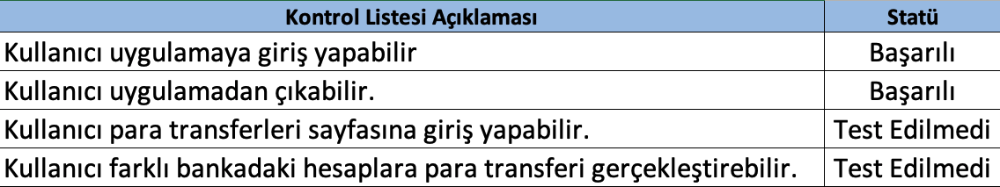 Kontrol Listesi Açıklaması Statü
Kullanıcı uygulamaya giriş yapabilir Başarılı
Kullanıcı uygulamadan çıkabilir. Başarılı
Kullanıcı para transferleri sayfasına giriş yapabilir. Test Edilmedi
Kullanıcı farklı bankadaki hesaplara para transferi gerçekleştirebilir. Test Edilmedi